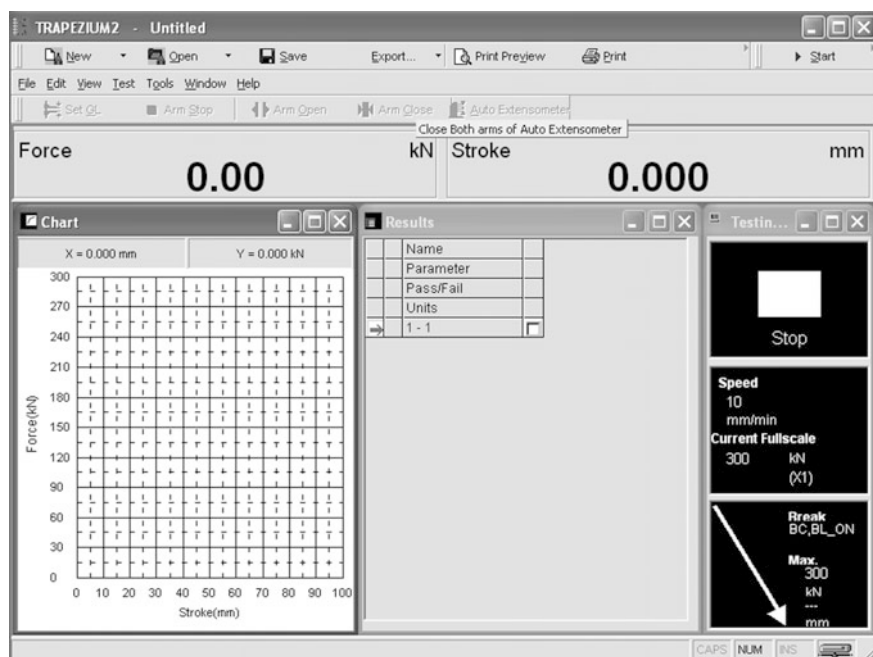 TRAPEZIUM2 - Untitled
New Open Save Export... Print Preview Print Start
File Edit View Test Tools Window Help
Set GL Arm Stop Arm Open Arm Close Auto Extensometer
Close Both arms of Auto Extensometer
Force kN Stroke mm
0.00 0.000
Chart
X = 0.000 mm Y = 0.000 kN
300
270
240
210
180
150
120
90
60
30
0
Force(kN)
0 10 20 30 40 50 60 70 80 90 100
Stroke(mm)
Results
Name
Parameter
Pass/Fail
Units
1 - 1
Testin...
Stop
Speed
10
mm/min
Current Fullscale
300 kN
(X1)
Break
BC,BL_ON
Max.
300
kN
---
mm
CAPS NUM INS